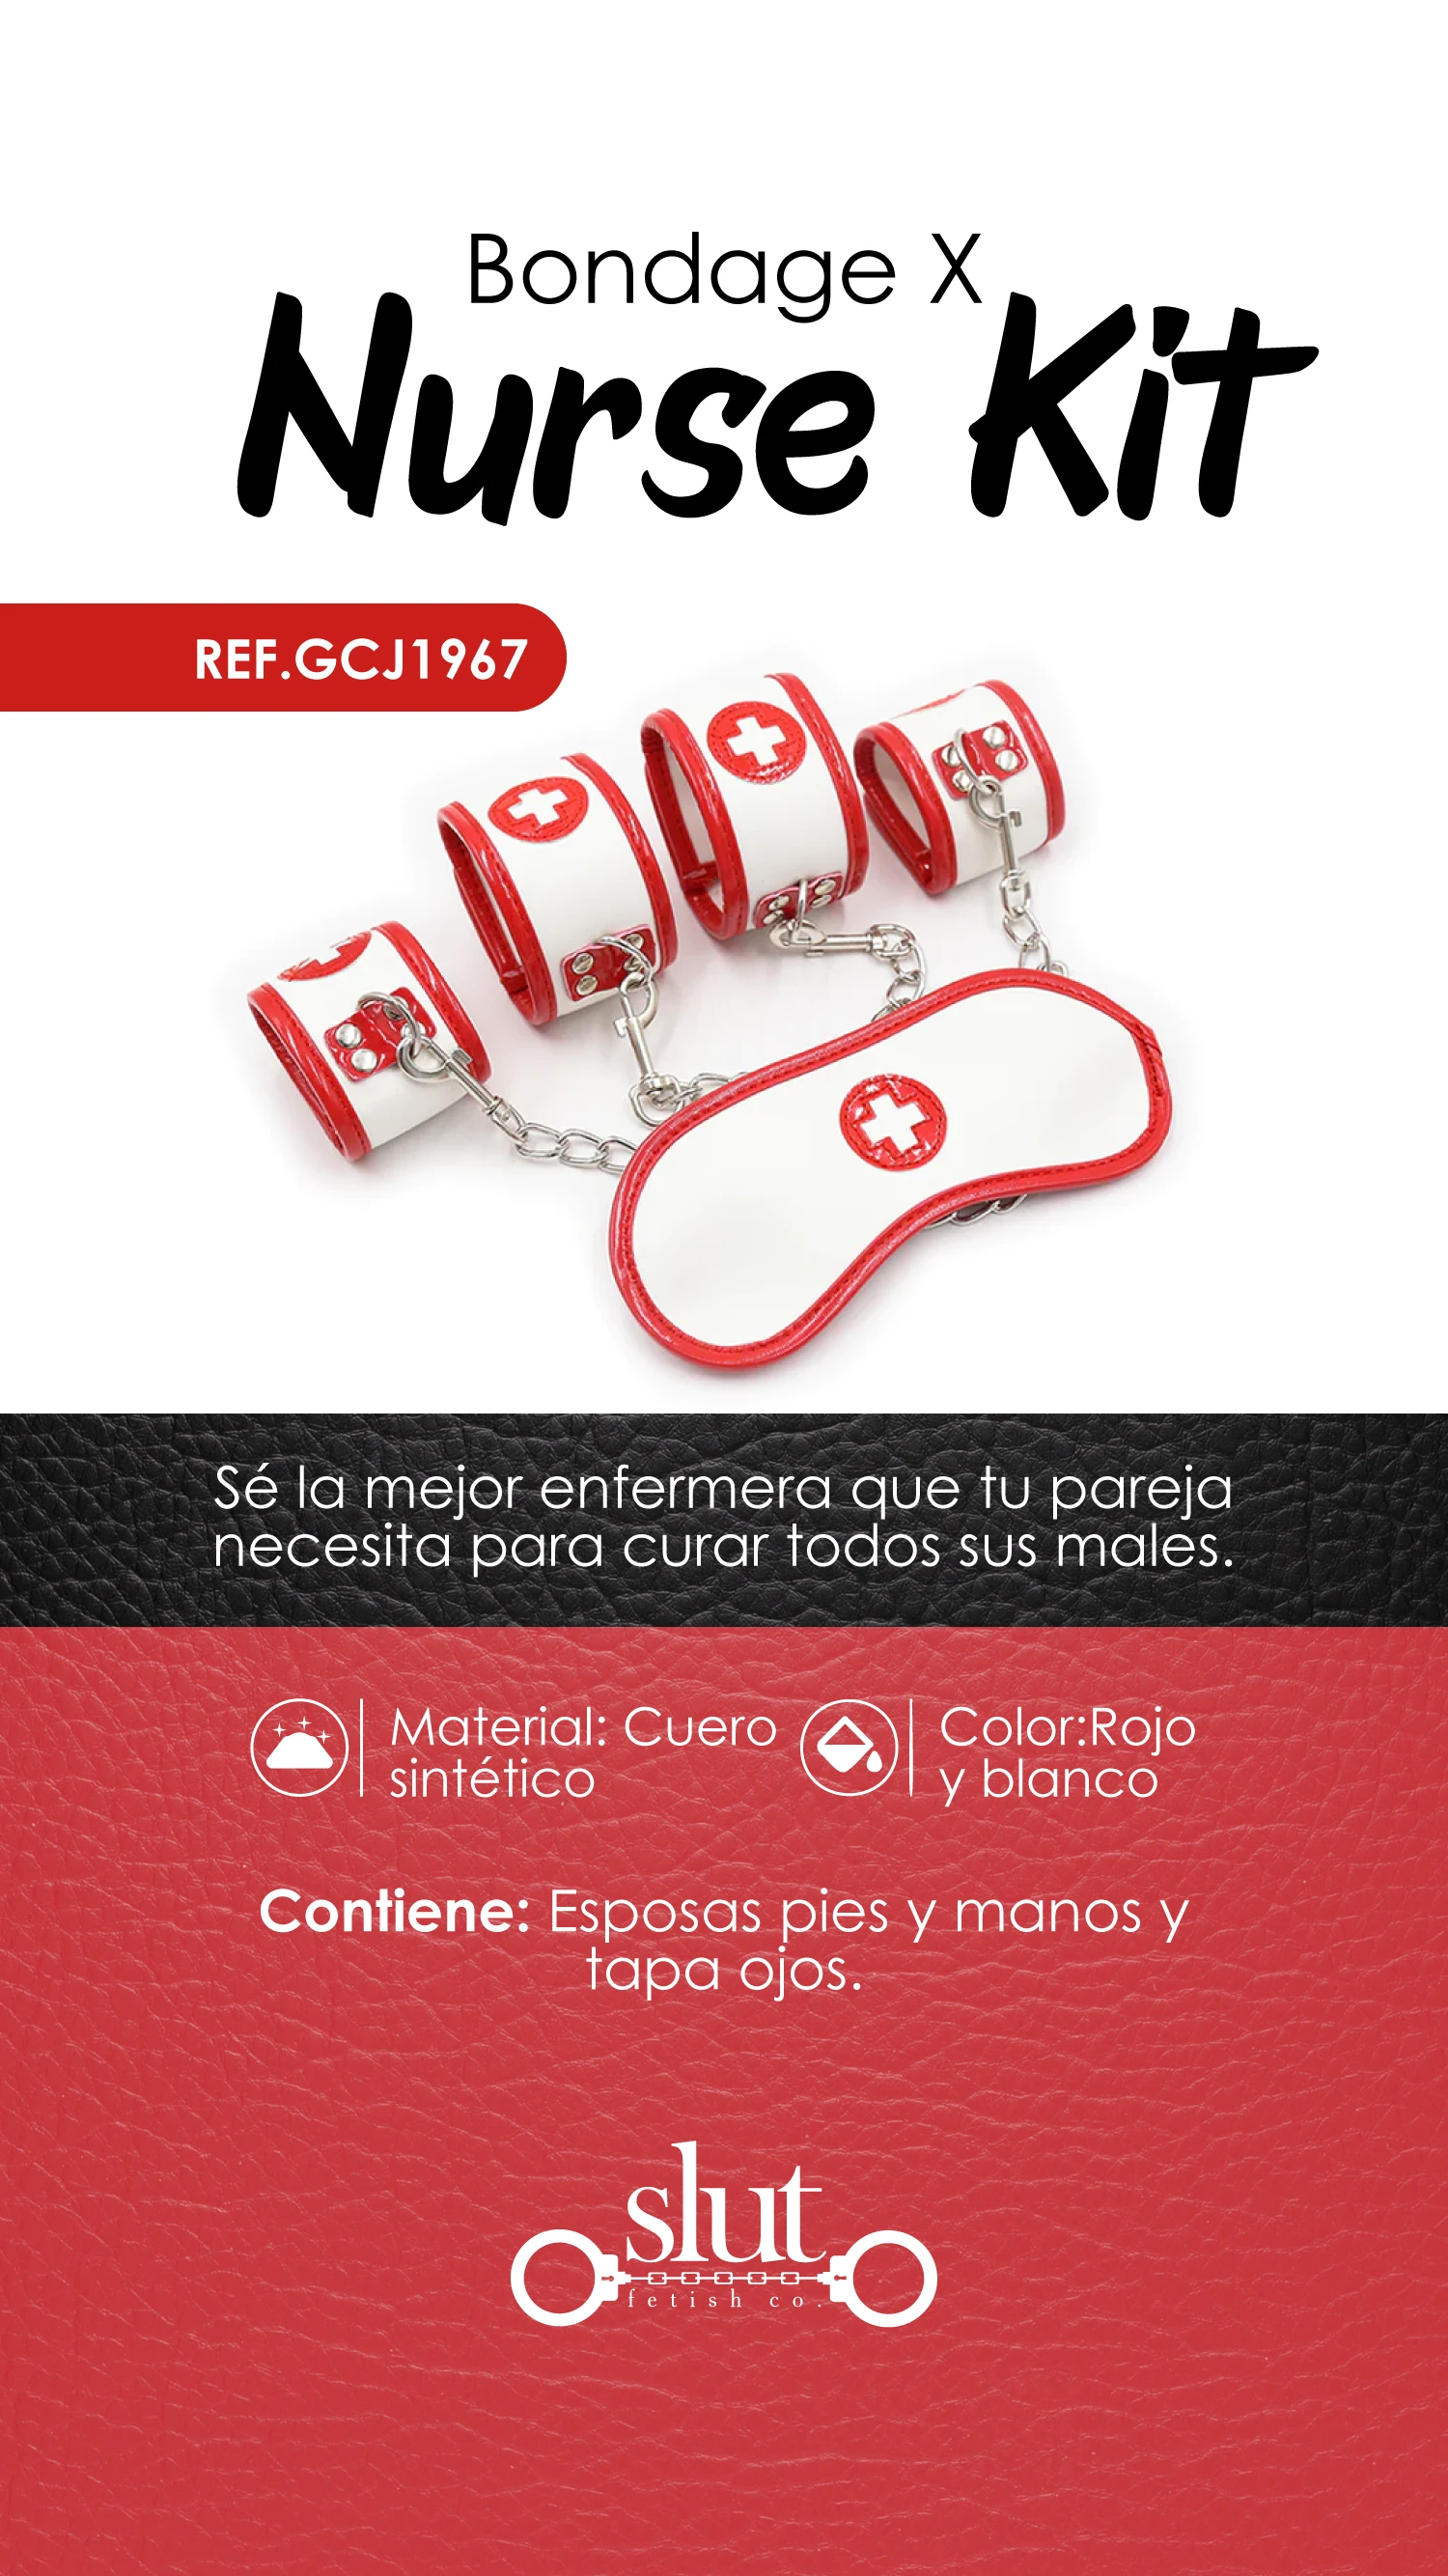 Bondage X
Nurse Kit
REF.GCJ1967
Sé la mejor enfermera que tu pareja
necesita para curar todos sus males.
Material: Cuero
sintético
Color:Rojo
y blanco
Contiene: Esposas pies y manos y
tapa ojos.
slut
fetish co.